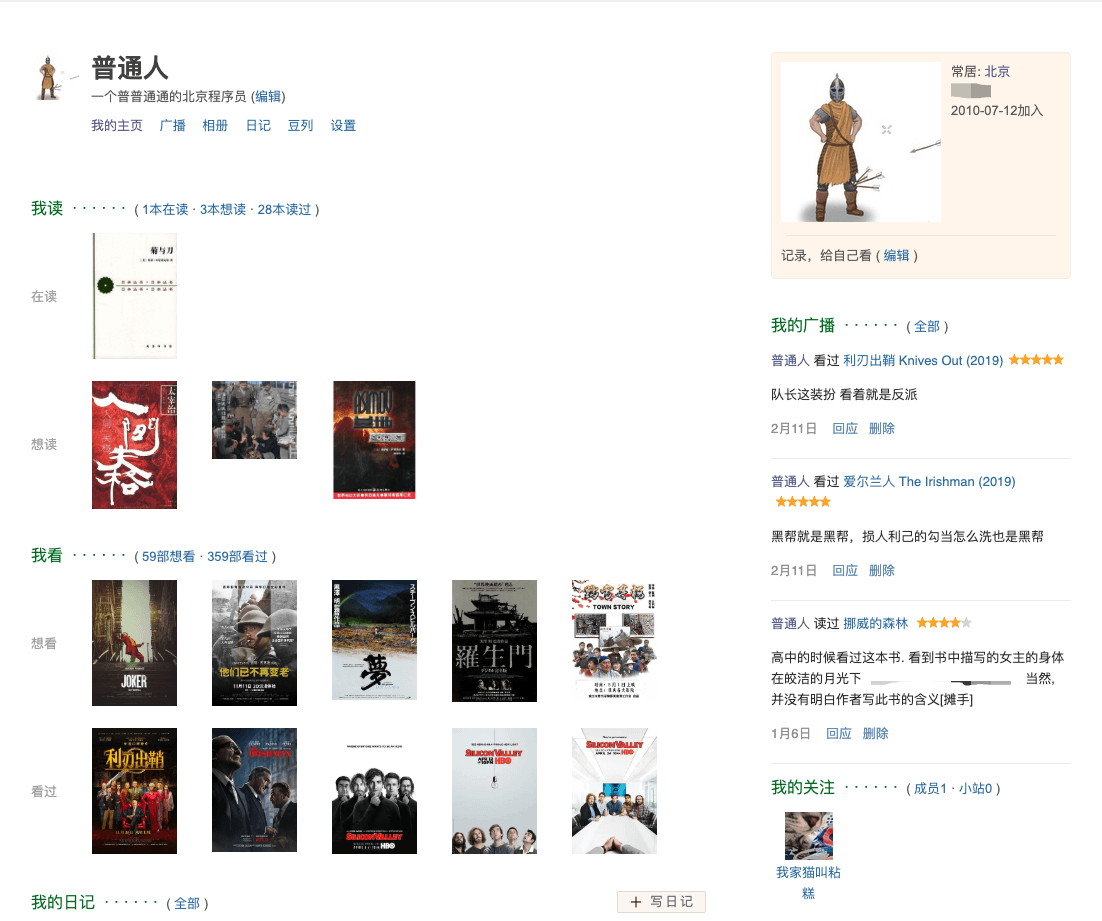 普通人
一个普普通通的北京程序员 (编辑)
我的主页 广播 相册 日记 豆列 设置
我读 · · · · · · ( 1本在读 · 3本想读 · 28本读过 )
在读
菊与刀
想读
太宰治
人間失格
我看 · · · · · · ( 59部想看 · 359部看过 )
想看
JOKER
他们已不再变老
夢
羅生門
TOWN STORY
看过
利刃出鞘
IRISHMAN
SILICON VALLEY
HBO
SILICON VALLEY
HBO
SILICON VALLEY
HBO
我的日记 · · · · · · ( 全部 )
+ 写日记
常居: 北京
2010-07-12加入
记录，给自己看 ( 编辑 )
我的广播 · · · · · · ( 全部 )
普通人 看过 利刃出鞘 Knives Out (2019) ★★★★★
队长这装扮 看着就是反派
2月11日 回应 删除
普通人 看过 爱尔兰人 The Irishman (2019)
★★★★★
黑帮就是黑帮，损人利己的勾当怎么洗也是黑帮
2月11日 回应 删除
普通人 读过 挪威的森林 ★★★★★
高中的时候看过这本书. 看到书中描写的女主的身体
在皎洁的月光下 当然,
并没有明白作者写此书的含义[摊手]
1月6日 回应 删除
我的关注 · · · · · · ( 成员1 · 小站0 )
我家猫叫粘
糕